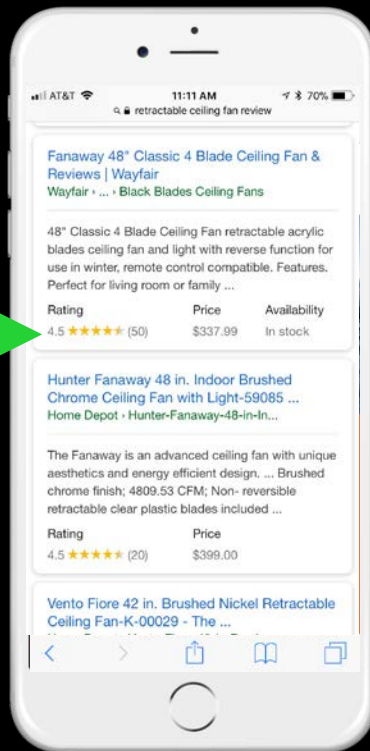 AT&T 11:11 AM 70%
retractable ceiling fan review
Fanaway 48" Classic 4 Blade Ceiling Fan &
Reviews | Wayfair
Wayfair › ... › Black Blades Ceiling Fans
48" Classic 4 Blade Ceiling Fan retractable acrylic
blades ceiling fan and light with reverse function for
use in winter, remote control compatible. Features.
Perfect for living room or family ...
Rating Price Availability
4.5 ★★★★★ (50) $337.99 In stock
Hunter Fanaway 48 in. Indoor Brushed
Chrome Ceiling Fan with Light-59085 ...
Home Depot › Hunter-Fanaway-48-in-In...
The Fanaway is an advanced ceiling fan with unique
aesthetics and energy efficient design. ... Brushed
chrome finish; 4809.53 CFM; Non- reversible
retractable clear plastic blades included ...
Rating Price
4.5 ★★★★★ (20) $399.00
Vento Fiore 42 in. Brushed Nickel Retractable
Ceiling Fan-K-00029 - The ...